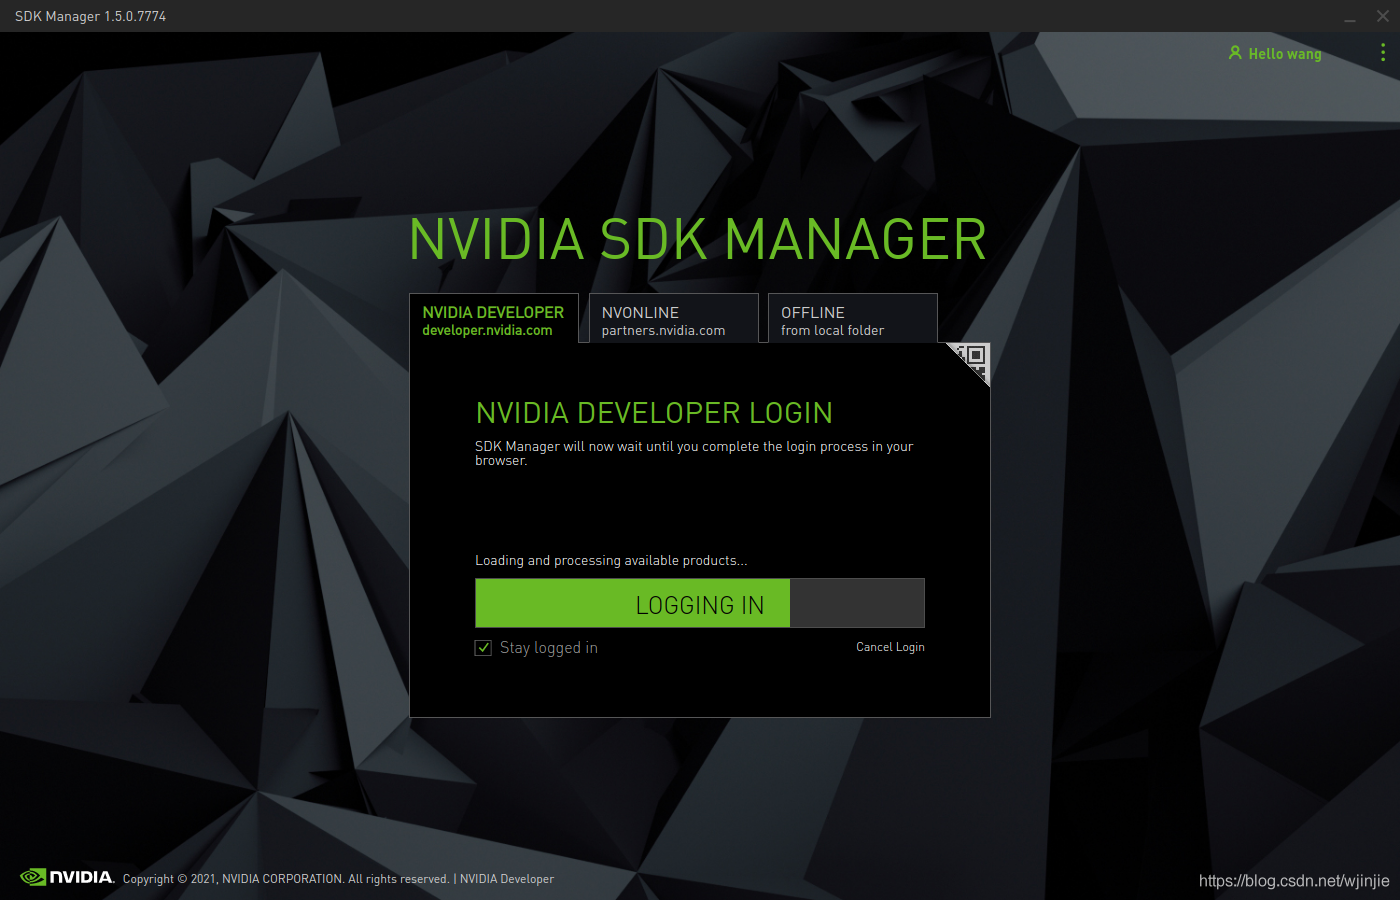 SDK Manager 1.5.0.7774
Hello wang
NVIDIA SDK MANAGER
NVIDIA DEVELOPER
developer.nvidia.com
NVONLINE
partners.nvidia.com
OFFLINE
from local folder
NVIDIA DEVELOPER LOGIN
SDK Manager will now wait until you complete the login process in your
browser.
Loading and processing available products...
LOGGING IN
Stay logged in
Cancel Login
NVIDIA. Copyright © 2021, NVIDIA CORPORATION. All rights reserved. | NVIDIA Developer
https://blog.csdn.net/wjinjie